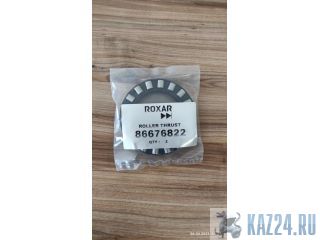 ROXAR
ROLLER THRUST
86676822
QTY: 1
KAZ24.RU